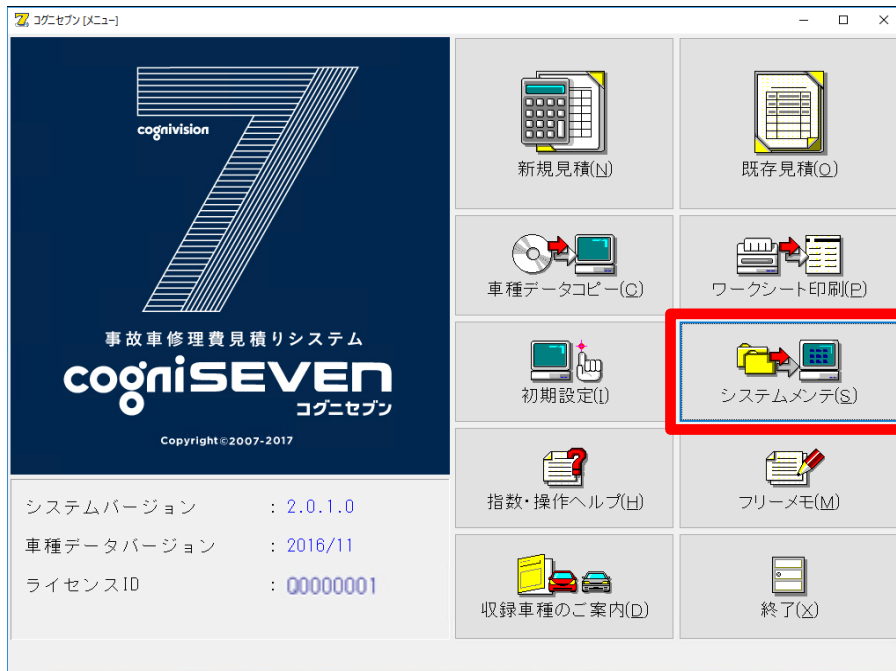 コグニセブン [メニュー]
cognivision
事故車修理費見積りシステム
cogniSEVEN
コグニセブン
Copyright©2007-2017
システムバージョン : 2.0.1.0
車種データバージョン : 2016/11
ライセンスID : Q0000001
新規見積(N)
既存見積(O)
車種データコピー(C)
ワークシート印刷(P)
初期設定(I)
システムメンテ(S)
指数・操作ヘルプ(H)
フリーメモ(M)
収録車種のご案内(D)
終了(X)